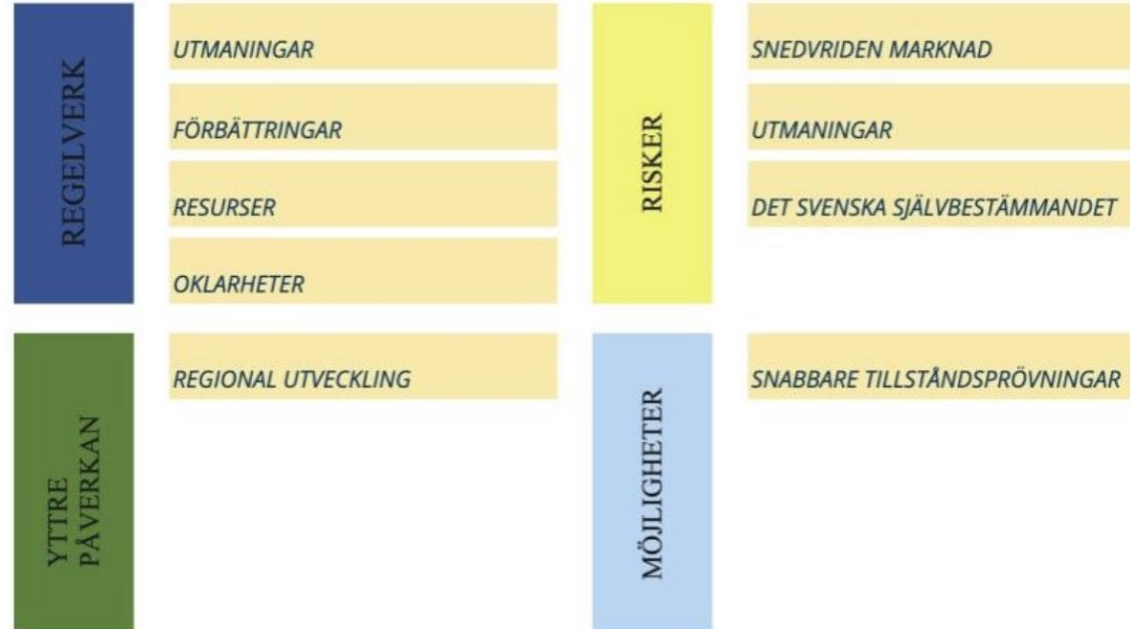 REGELVERK
UTMANINGAR
FÖRBÄTTRINGAR
RESURSER
OKLARHETER
RISKER
SNEDVRIDEN MARKNAD
UTMANINGAR
DET SVENSKA SJÄLVBESTÄMMANDET
YTTRE
PÅVERKAN
REGIONAL UTVECKLING
MÖJLIGHETER
SNABBARE TILLSTÅNDSPRÖVNINGAR